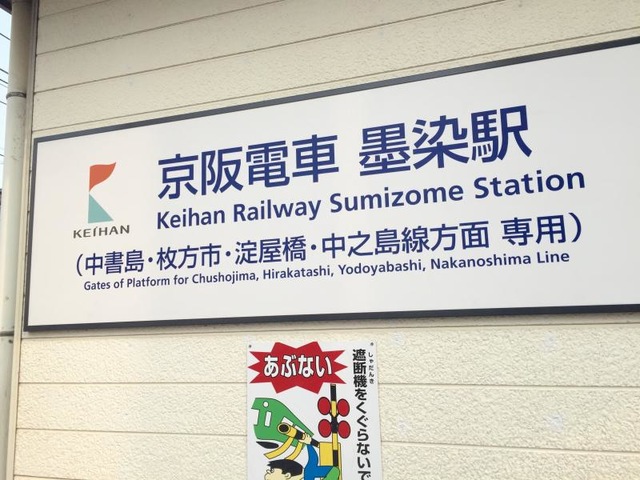 京阪電車 墨染駅
KEIHAN
Keihan Railway Sumizome Station
(中書島・枚方市・淀屋橋・中之島線方面 専用)
Gates of Platform for Chushojima, Hirakatashi, Yodoyabashi, Nakanoshima Line
あぶない
しゃだんき
遮断機をくぐらないで